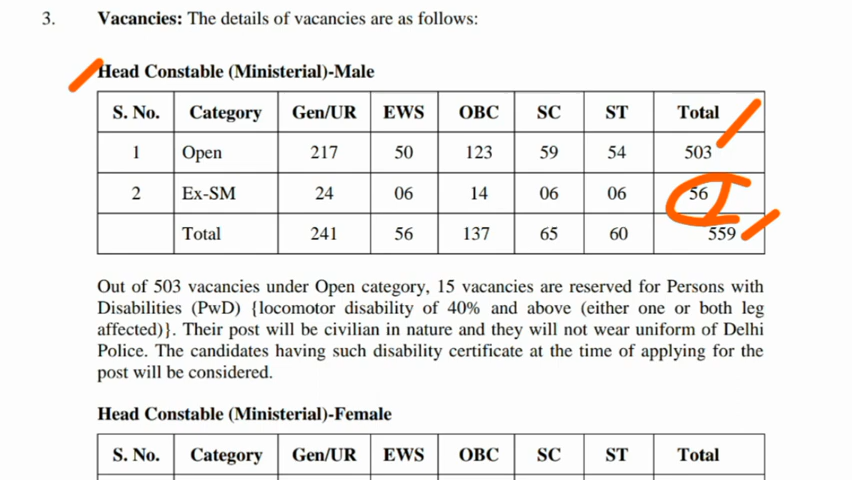 3. Vacancies: The details of vacancies are as follows:
Head Constable (Ministerial)-Male
S. No. Category Gen/UR EWS OBC SC ST Total
1 Open 217 50 123 59 54 503
2 Ex-SM 24 06 14 06 06 56
Total 241 56 137 65 60 559
Out of 503 vacancies under Open category, 15 vacancies are reserved for Persons with
Disabilities (PwD) {locomotor disability of 40% and above (either one or both leg
affected)}. Their post will be civilian in nature and they will not wear uniform of Delhi
Police. The candidates having such disability certificate at the time of applying for the
post will be considered.
Head Constable (Ministerial)-Female
S. No. Category Gen/UR EWS OBC SC ST Total